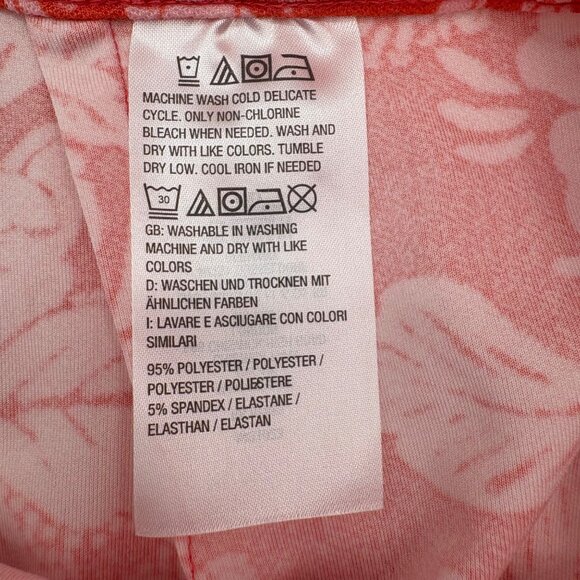 MACHINE WASH COLD DELICATE
CYCLE. ONLY NON-CHLORINE
BLEACH WHEN NEEDED. WASH AND
DRY WITH LIKE COLORS. TUMBLE
DRY LOW. COOL IRON IF NEEDED
30
GB: WASHABLE IN WASHING
MACHINE AND DRY WITH LIKE
COLORS
D: WASCHEN UND TROCKNEN MIT
ÄHNLICHEN FARBEN
I: LAVARE E ASCIUGARE CON COLORI
SIMILARI
95% POLYESTER / POLYESTER /
POLYESTER / POLIESTERE
5% SPANDEX / ELASTANE /
ELASTHAN / ELASTAN